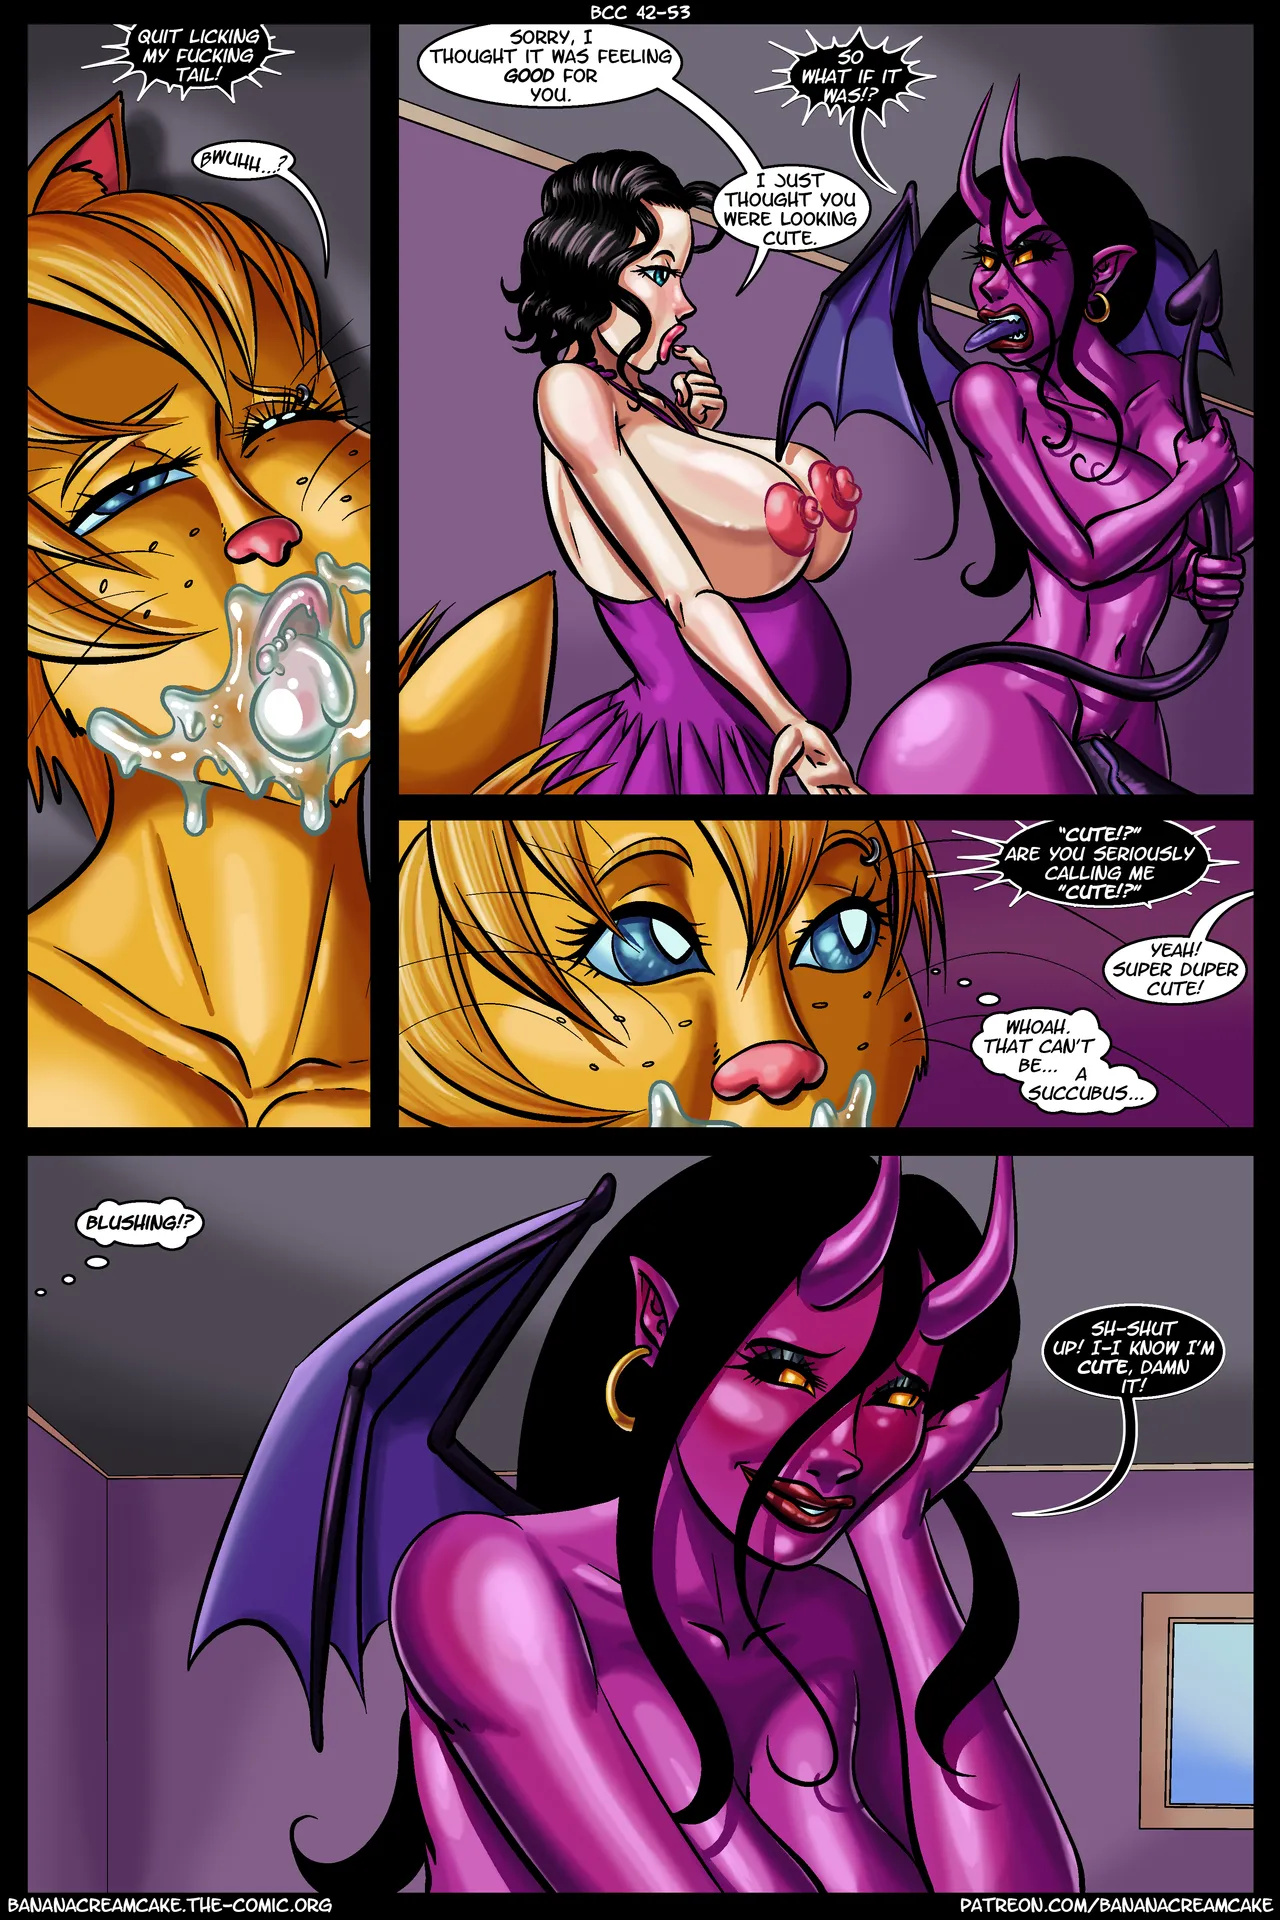 BCC 42-53
QUIT LICKING
MY FUCKING
TAIL!
BWUHH...?
SORRY, I
THOUGHT IT WAS FEELING
GOOD FOR
YOU.
SO
WHAT IF IT
WAS!?
I JUST
THOUGHT YOU
WERE LOOKING
CUTE.
"CUTE!?"
ARE YOU SERIOUSLY
CALLING ME
"CUTE!?"
YEAH!
SUPER DUPER
CUTE!
WHOAH.
THAT CAN'T
BE...
A
SUCCUBUS...
BLUSHING!?
SH-SHUT
UP! I-I KNOW I'M
CUTE, DAMN
IT!
BANANACREAMCAKE.THE-COMIC.ORG
PATREON.COM/BANANACREAMCAKE